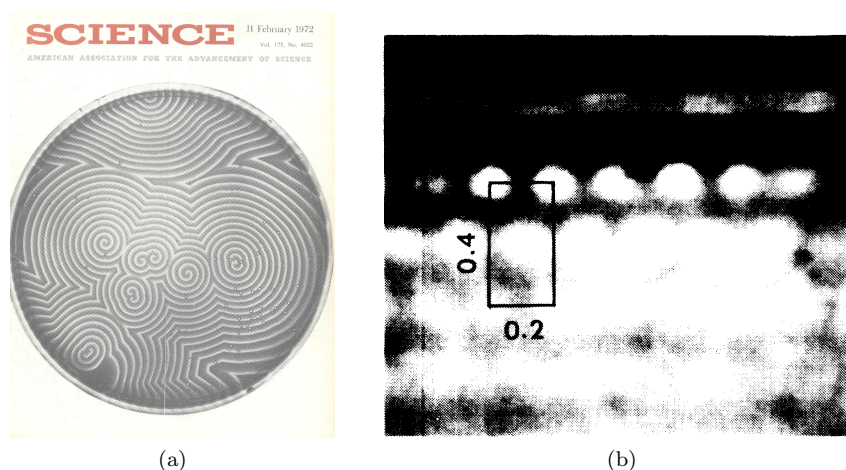 SCIENCE
11 February 1972
Vol. 175, No. 4022
AMERICAN ASSOCIATION FOR THE ADVANCEMENT OF SCIENCE
0.4
0.2
(a)
(b)